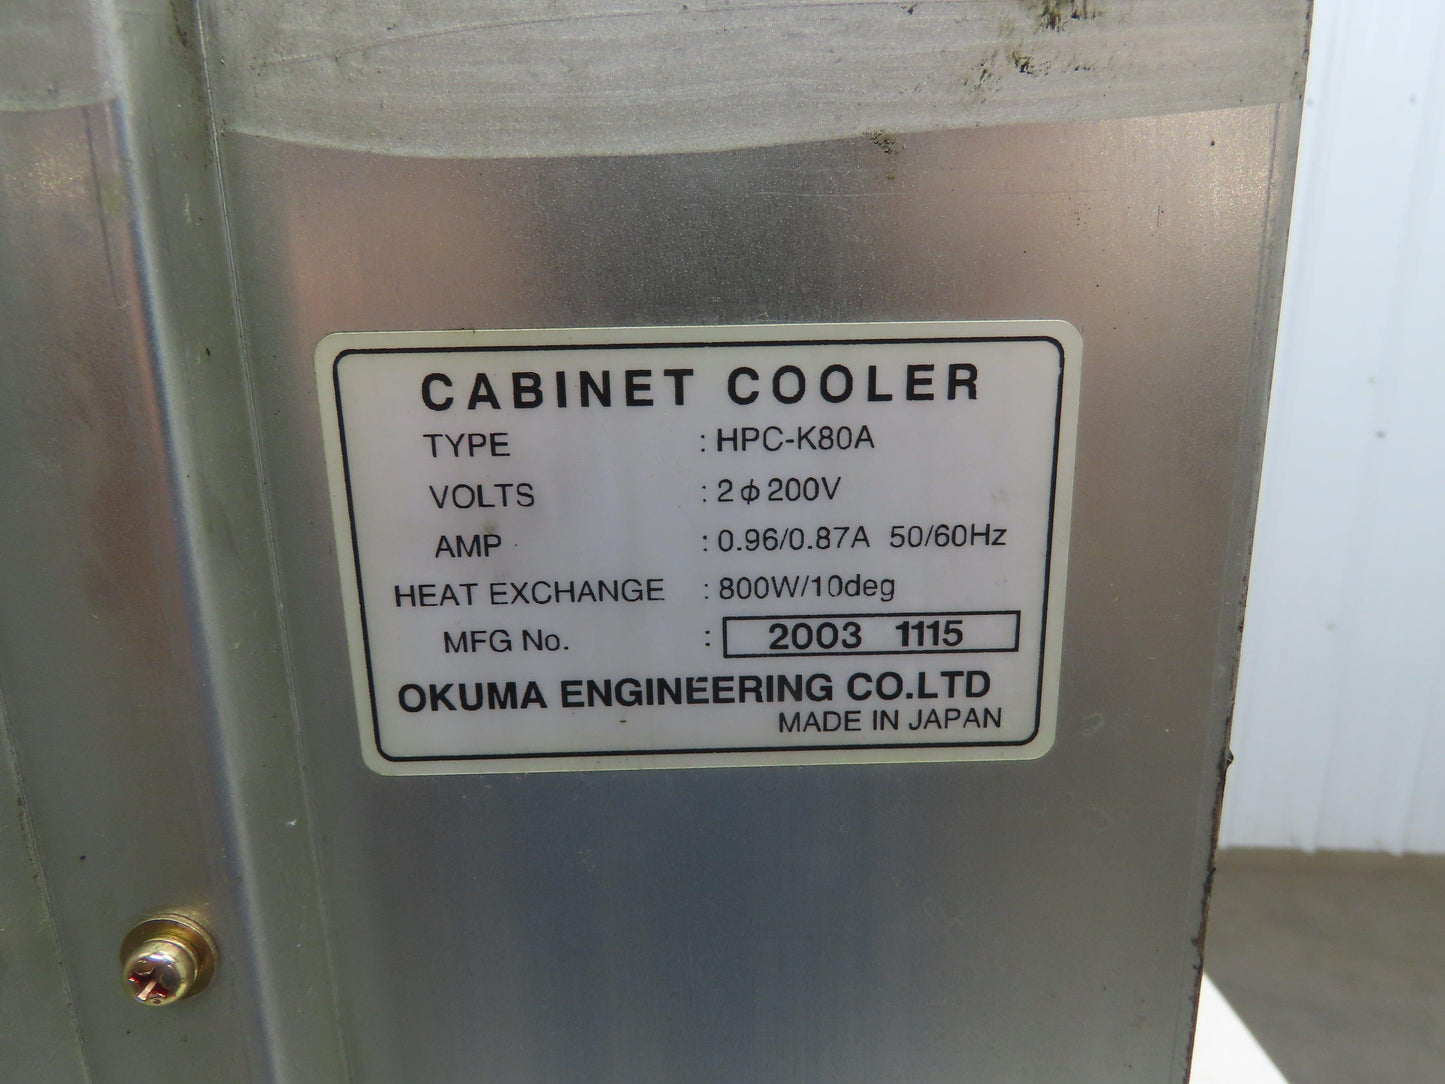 CABINET COOLER
TYPE : HPC-K80A
VOLTS : 2φ200V
AMP : 0.96/0.87A 50/60Hz
HEAT EXCHANGE : 800W/10deg
MFG No. : 2003 1115
OKUMA ENGINEERING CO.LTD
MADE IN JAPAN